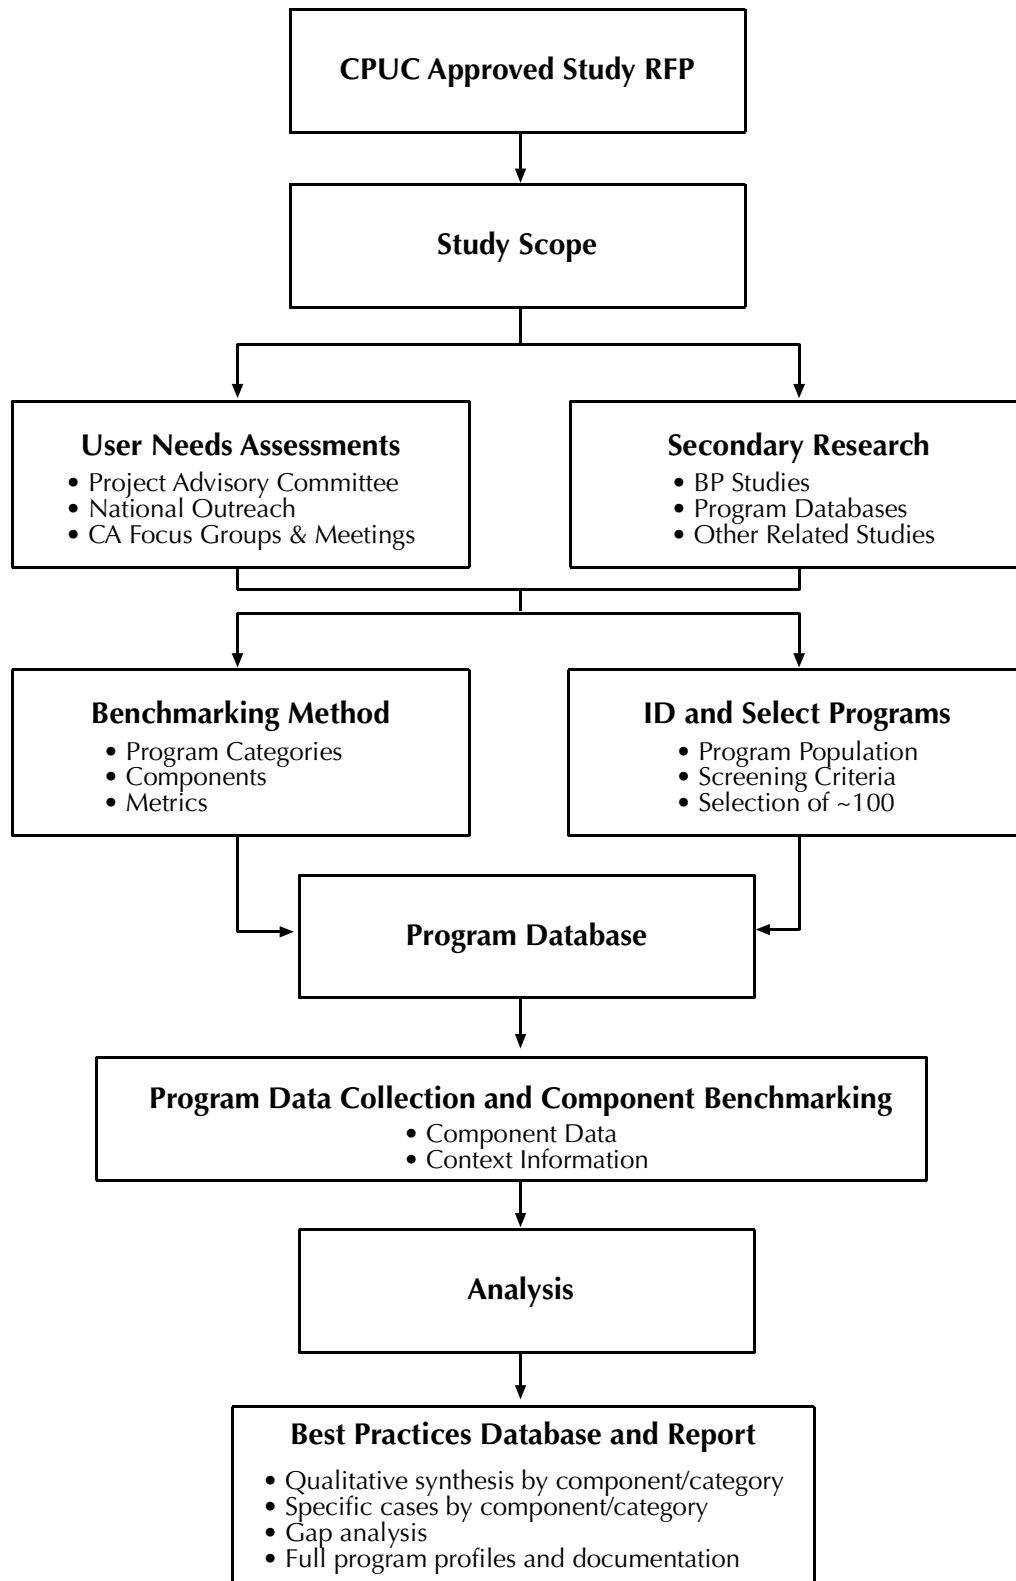 CPUC Approved Study RFP
Study Scope
User Needs Assessments
• Project Advisory Committee
• National Outreach
• CA Focus Groups & Meetings
Secondary Research
• BP Studies
• Program Databases
• Other Related Studies
Benchmarking Method
• Program Categories
• Components
• Metrics
ID and Select Programs
• Program Population
• Screening Criteria
• Selection of ~100
Program Database
Program Data Collection and Component Benchmarking
• Component Data
• Context Information
Analysis
Best Practices Database and Report
• Qualitative synthesis by component/category
• Specific cases by component/category
• Gap analysis
• Full program profiles and documentation